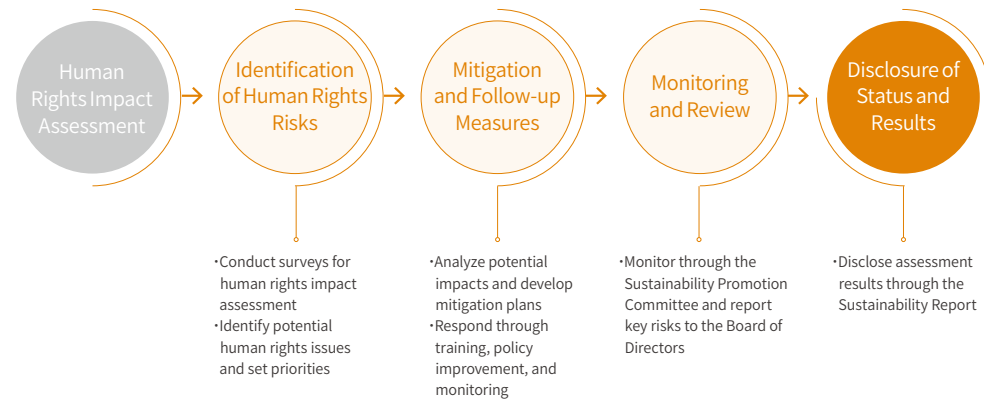 Human
Rights Impact
Assessment
Identification
of Human Rights
Risks
Mitigation
and Follow-up
Measures
Monitoring
and Review
Disclosure of
Status and
Results
·Conduct surveys for
human rights impact
assessment
·Identify potential
human rights issues
and set priorities
·Analyze potential
impacts and develop
mitigation plans
·Respond through
training, policy
improvement, and
monitoring
·Monitor through the
Sustainability Promotion
Committee and report
key risks to the Board of
Directors
·Disclose assessment
results through the
Sustainability Report